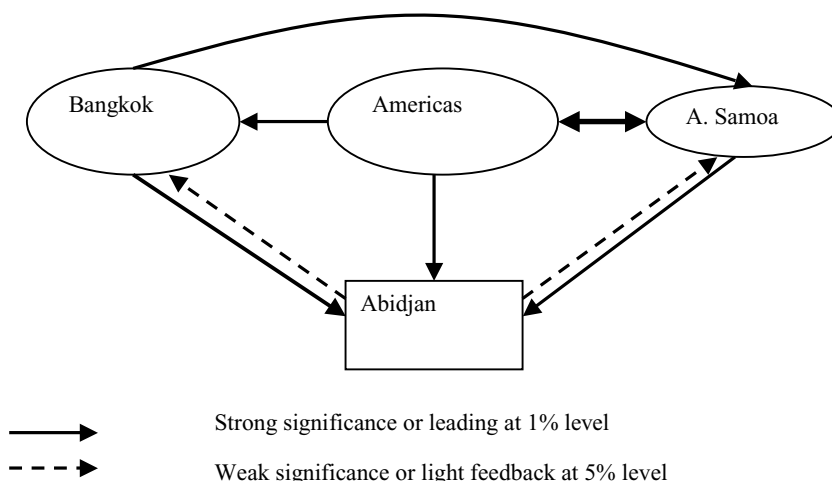 Bangkok
Americas
A. Samoa
Abidjan
Strong significance or leading at 1% level
Weak significance or light feedback at 5% level